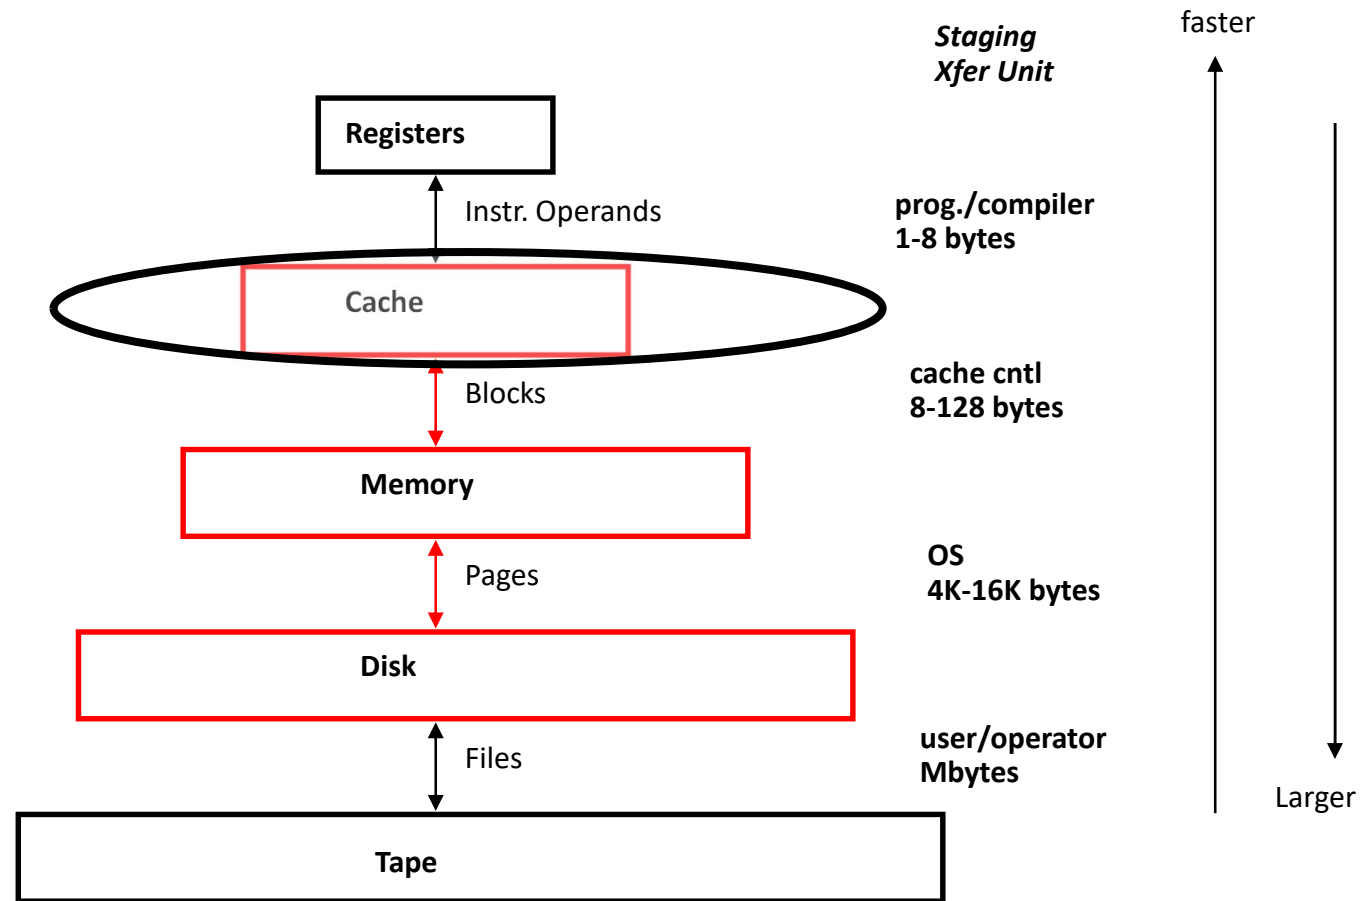 Staging
Xfer Unit
faster
Registers
Instr. Operands
prog./compiler
1-8 bytes
Cache
Blocks
cache cntl
8-128 bytes
Memory
Pages
OS
4K-16K bytes
Disk
Files
user/operator
Mbytes
Larger
Tape